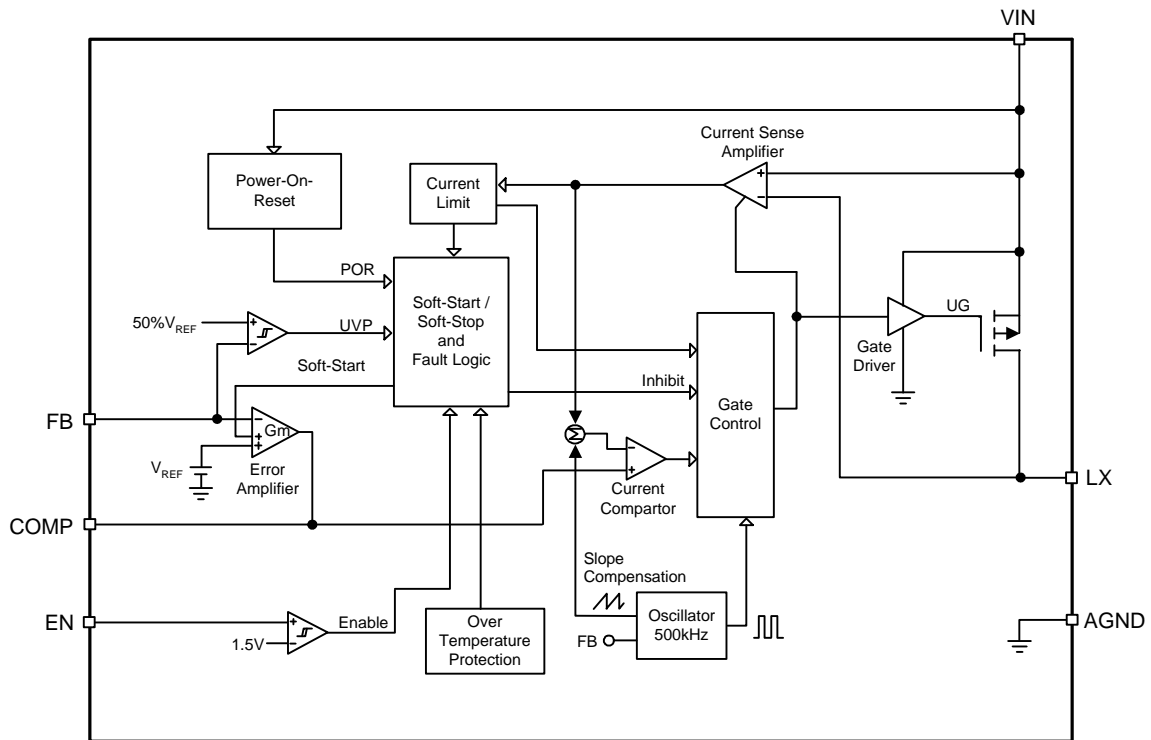 VIN
Current Sense
Amplifier
Power-On-
Reset
Current
Limit
+
−
POR
Soft-Start /
Soft-Stop
and
Fault Logic
50%VREF
+
−
UVP
UG
Gate
Driver
Soft-Start
Inhibit
FB
−
+
+
Gm
Gate
Control
VREF
Error
Amplifier
Σ
−
+
Current
Compartor
LX
COMP
Slope
Compensation
EN
+
1.5V
−
Enable
Over
Temperature
Protection
Oscillator
500kHz
FB
AGND